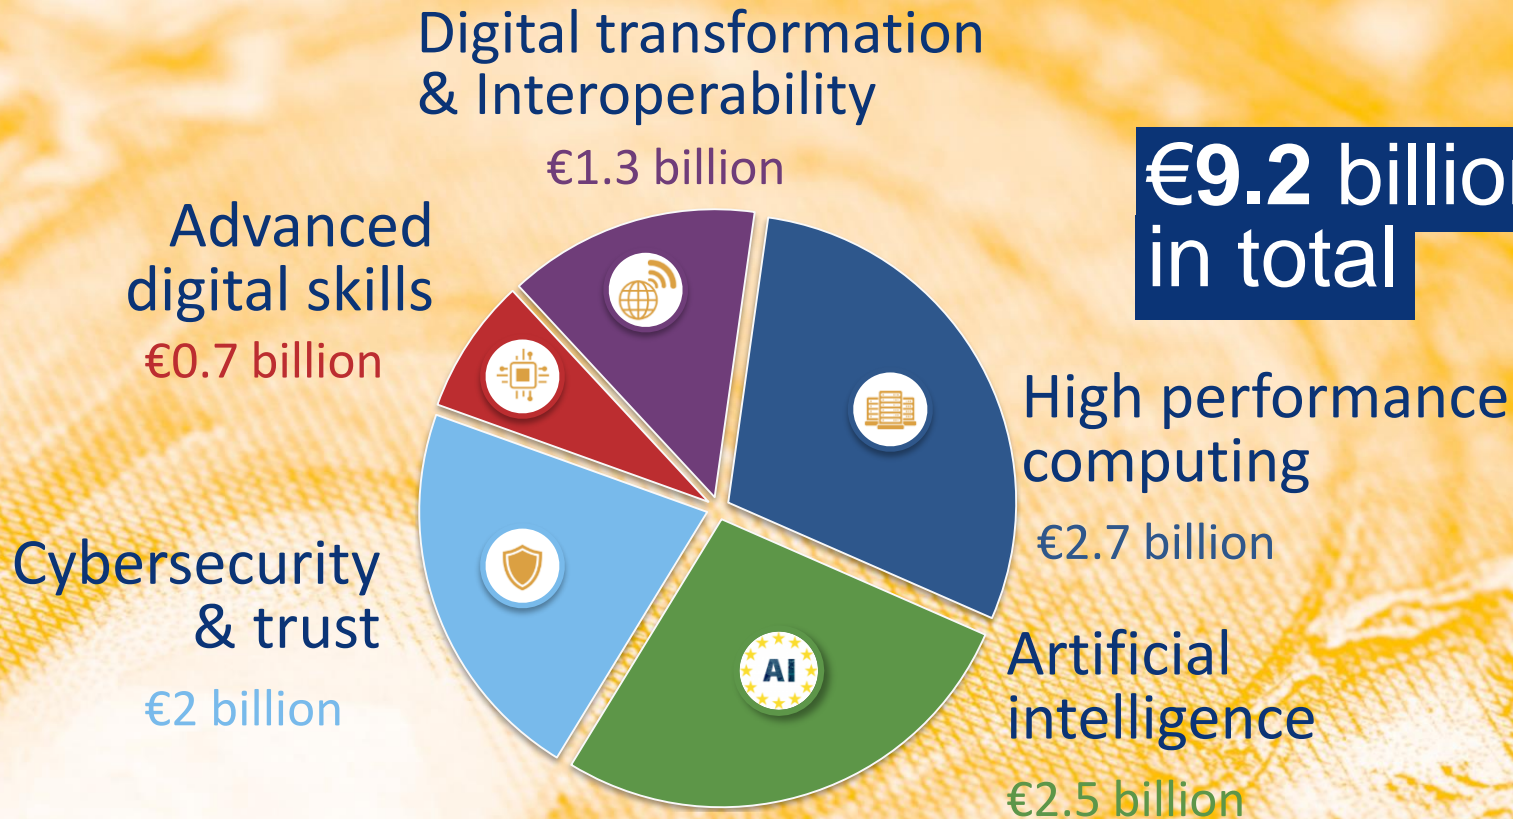 Digital transformation
& Interoperability
€1.3 billion
€9.2 billion
in total
Advanced
digital skills
€0.7 billion
High performance
computing
€2.7 billion
Cybersecurity
& trust
€2 billion
AI
Artificial
intelligence
€2.5 billion